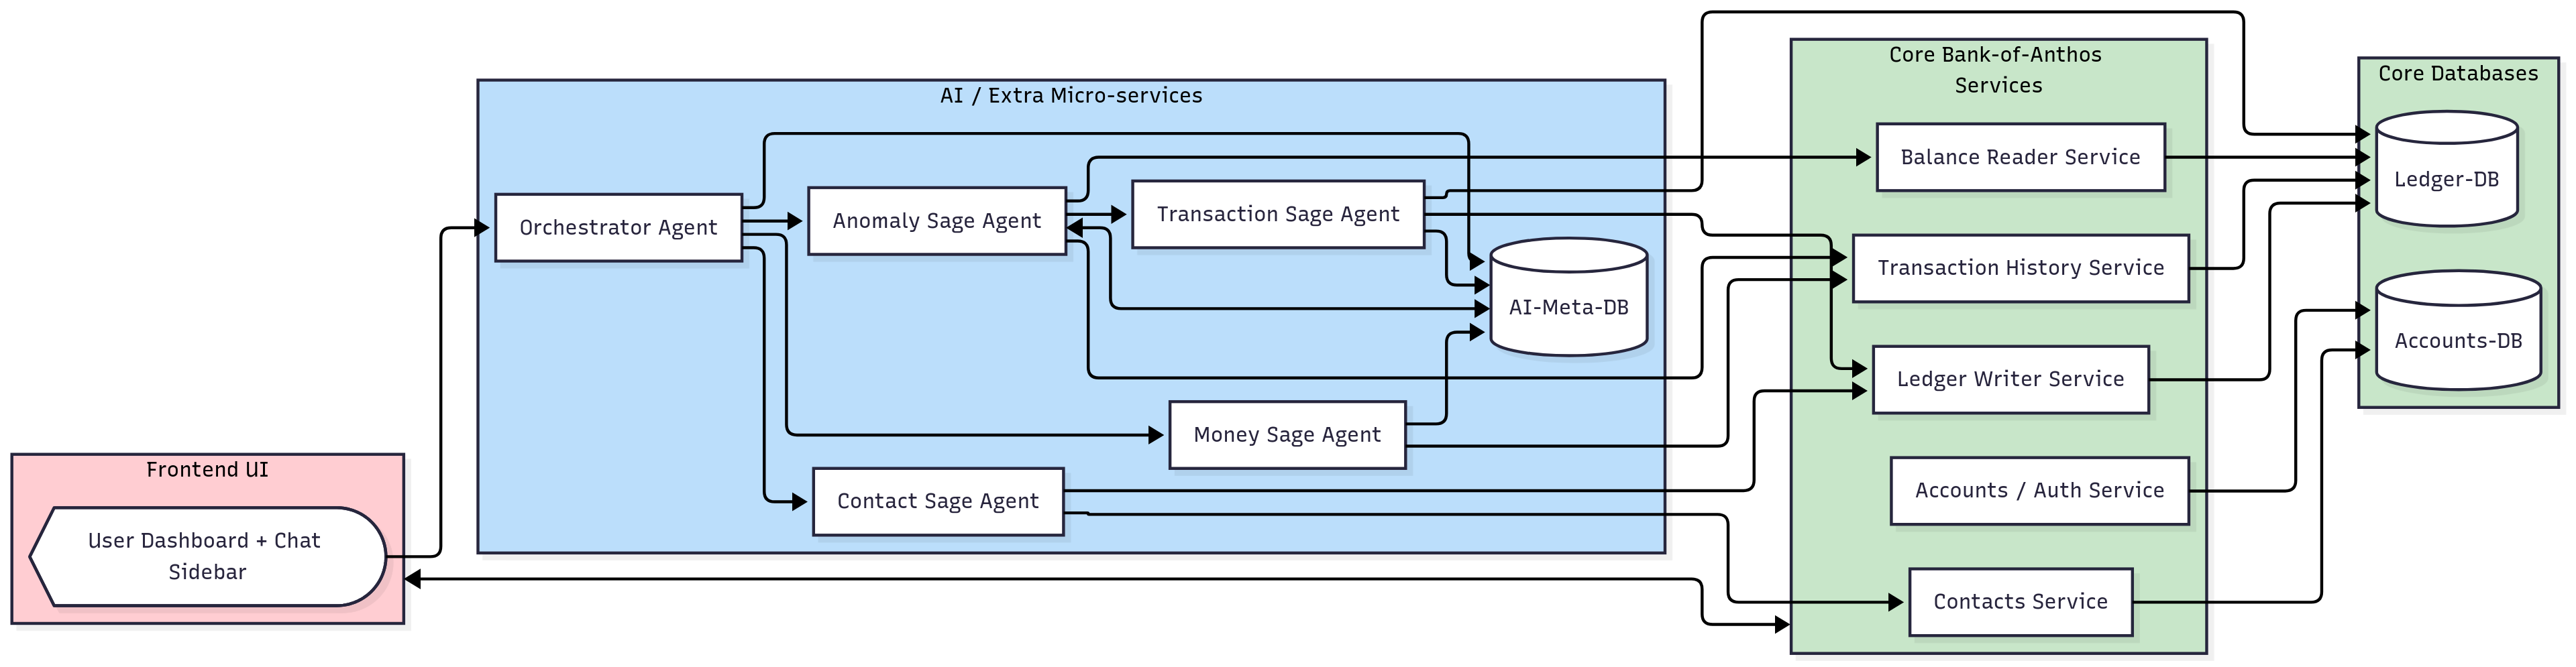 Frontend UI
User Dashboard + Chat
Sidebar
AI / Extra Micro-services
Orchestrator Agent
Anomaly Sage Agent
Transaction Sage Agent
AI-Meta-DB
Money Sage Agent
Contact Sage Agent
Core Bank-of-Anthos
Services
Balance Reader Service
Transaction History Service
Ledger Writer Service
Accounts / Auth Service
Contacts Service
Core Databases
Ledger-DB
Accounts-DB